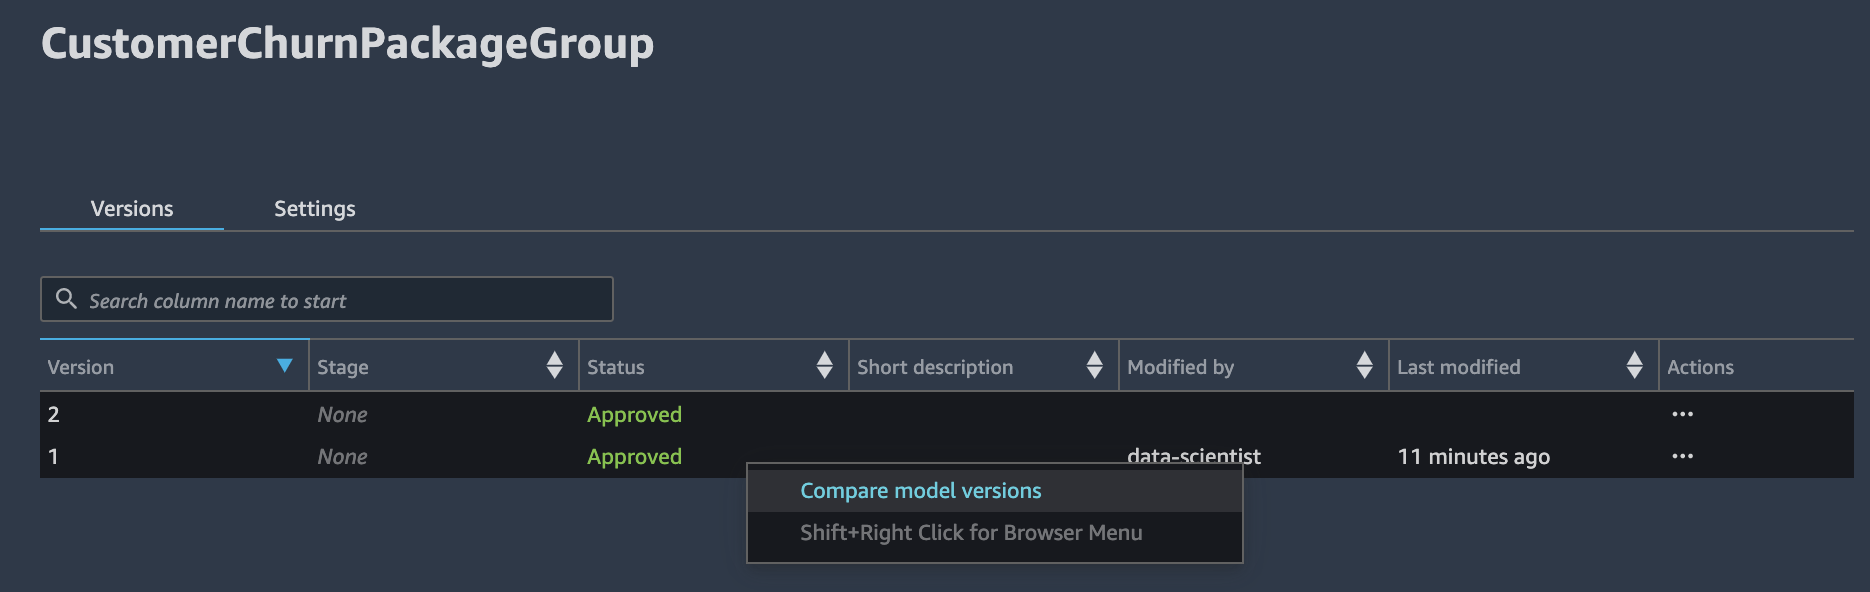 CustomerChurnPackageGroup
Versions Settings
Search column name to start
Version Stage Status Short description Modified by Last modified Actions
2 None Approved ...
1 None Approved data-scientist 11 minutes ago ...
Compare model versions
Shift+Right Click for Browser Menu